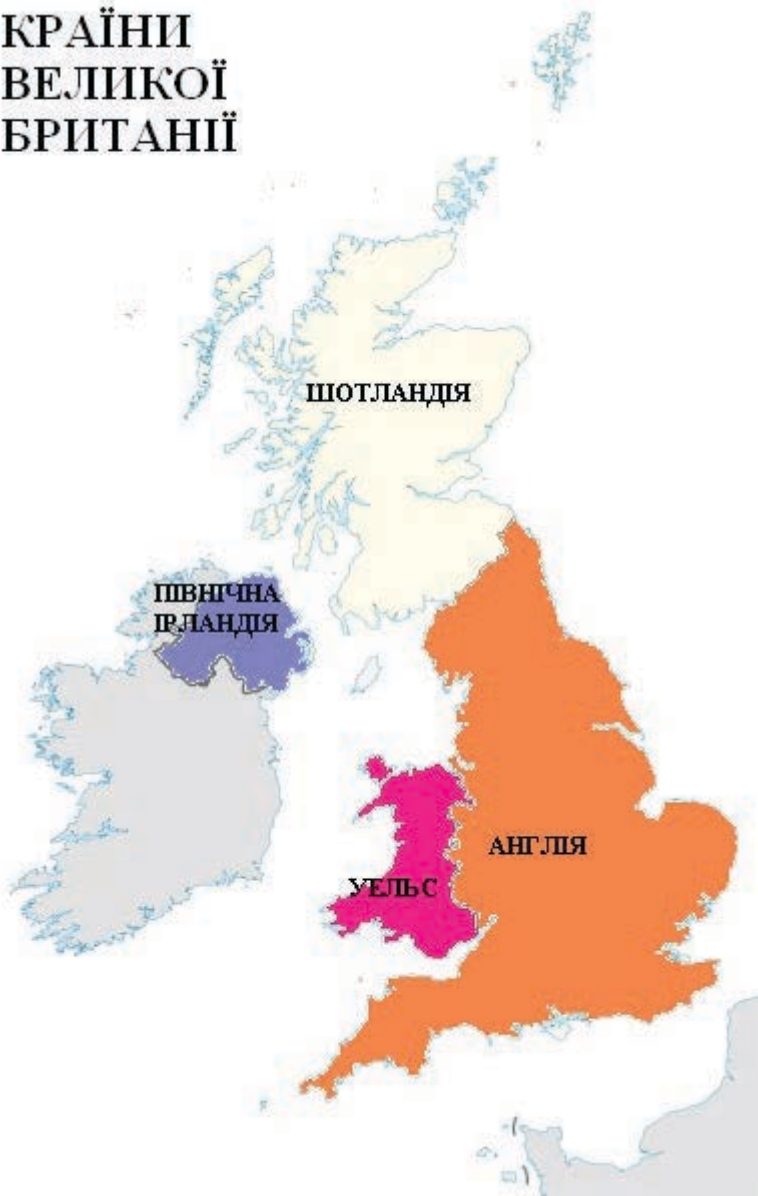 КРАЇНИ
ВЕЛИКОЇ
БРИТАНІЇ
ШОТЛАНДІЯ
ПІВНІЧНА
ІРЛАНДІЯ
АНГЛІЯ
УЕЛЬС